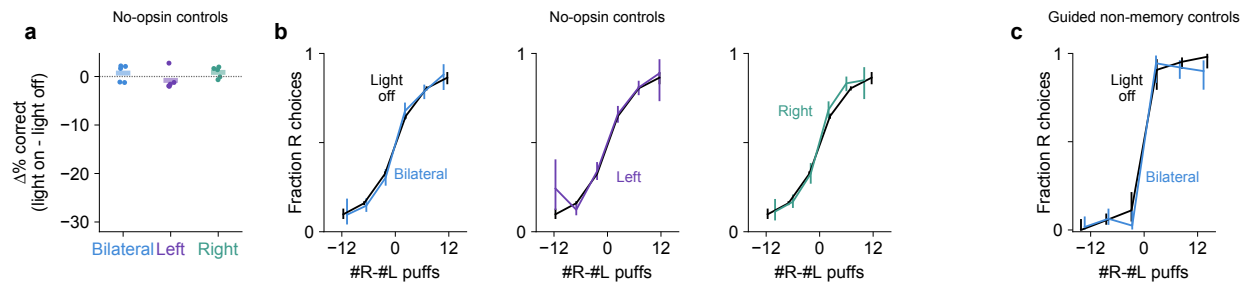 No-opsin controls
No-opsin controls
Guided non-memory controls
a
b
c
Δ% correct
(light on - light off)
0
−10
−20
−30
Bilateral
Left
Right
Fraction R choices
1
0
Light
off
Bilateral
−12
0
12
#R-#L puffs
1
0
Left
−12
0
12
#R-#L puffs
1
0
Right
−12
0
12
#R-#L puffs
Fraction R choices
1
0
Light
off
Bilateral
−12
0
12
#R-#L puffs